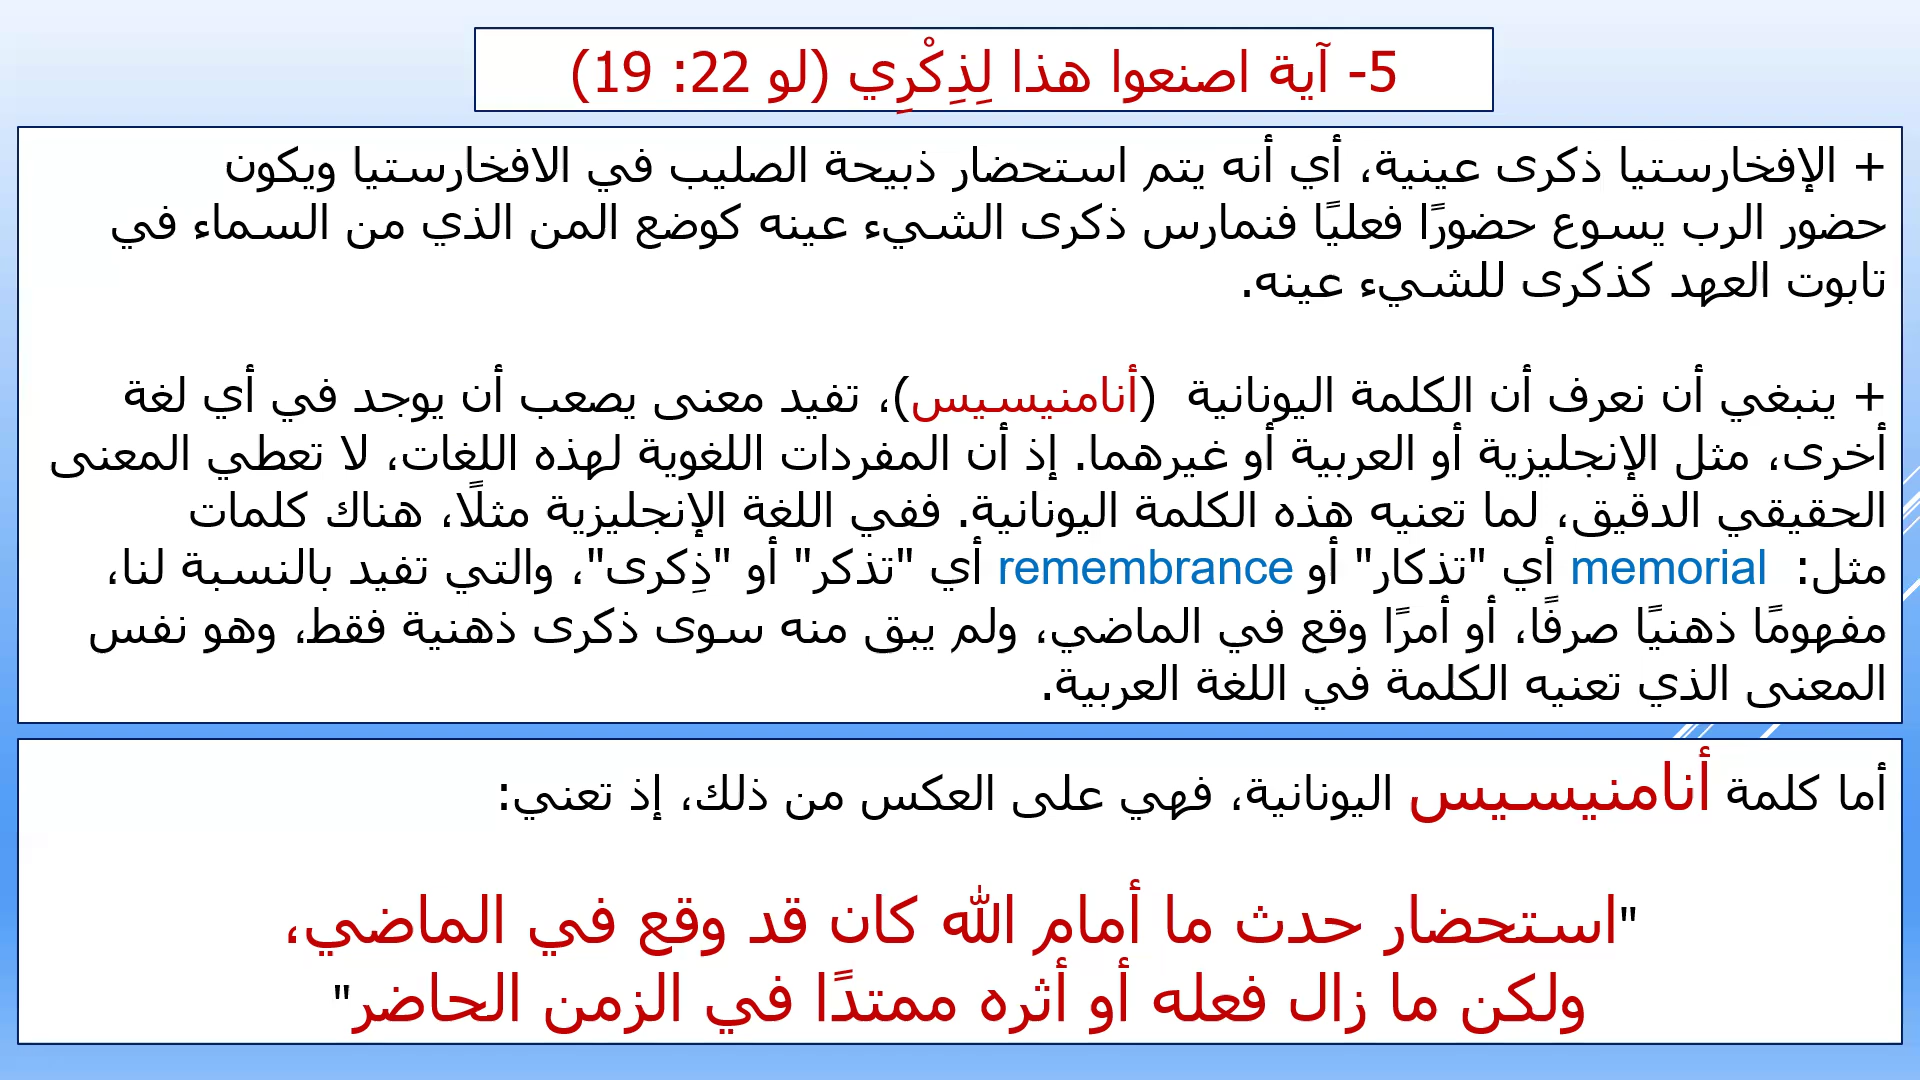 5- آية اصنعوا هذا لِذِكْرِي (لو 22: 19)
+ الإفخارستيا ذكرى عينية، أي أنه يتم استحضار ذبيحة الصليب في الافخارستيا ويكون
حضور الرب يسوع حضورًا فعليًا فنمارس ذكرى الشيء عينه كوضع المن الذي من السماء في
تابوت العهد كذكرى للشيء عينه.
+ ينبغي أن نعرف أن الكلمة اليونانية (أنامنيسيس)، تفيد معنى يصعب أن يوجد في أي لغة
أخرى، مثل الإنجليزية أو العربية أو غيرهما. إذ أن المفردات اللغوية لهذه اللغات، لا تعطي المعنى
الحقيقي الدقيق، لما تعنيه هذه الكلمة اليونانية. ففي اللغة الإنجليزية مثلًا، هناك كلمات
مثل: memorial أي "تذكار" أو remembrance أي "تذكر" أو "ذِكرى"، والتي تفيد بالنسبة لنا،
مفهومًا ذهنيًا صرفًا، أو أمرًا وقع في الماضي، ولم يبق منه سوى ذكرى ذهنية فقط، وهو نفس
المعنى الذي تعنيه الكلمة في اللغة العربية.
أما كلمة أنامنيسيس اليونانية، فهي على العكس من ذلك، إذ تعني:
"استحضار حدث ما أمام الله كان قد وقع في الماضي،
ولكن ما زال فعله أو أثره ممتدًا في الزمن الحاضر"